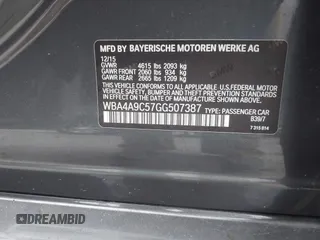 MFD BY BAYERISCHE MOTOREN WERKE AG
12/15
GVWR 4615 lbs 2093 kg
GAWR FRONT 2060 lbs 934 kg
GAWR REAR 2665 lbs 1209 kg
THIS VEHICLE CONFORMS TO ALL APPLICABLE
U.S. FEDERAL MOTOR VEHICLE SAFETY, BUMPER
AND THEFT PREVENTION STANDARDS IN EFFECT ON
THE DATE OF MANUFACTURE SHOWN ABOVE.
WBA4A9C57GG507387 TYPE: PASSENGER CAR
839/7
7 315 814
© DREAMBID